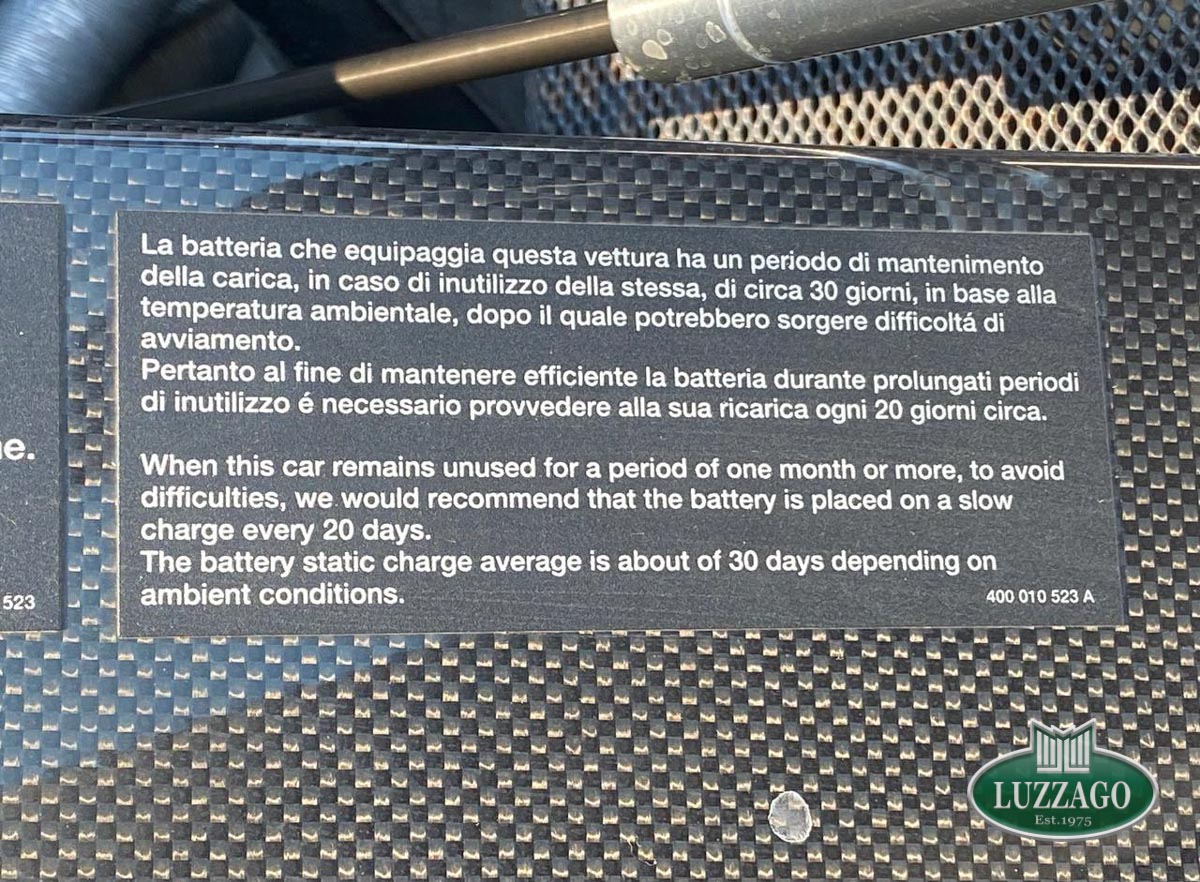 La batteria che equipaggia questa vettura ha un periodo di mantenimento
della carica, in caso di inutilizzo della stessa, di circa 30 giorni, in base alla
temperatura ambientale, dopo il quale potrebbero sorgere difficoltá di
avviamento.
Pertanto al fine di mantenere efficiente la batteria durante prolungati periodi
di inutilizzo é necessario provvedere alla sua ricarica ogni 20 giorni circa.
When this car remains unused for a period of one month or more, to avoid
difficulties, we would recommend that the battery is placed on a slow
charge every 20 days.
The battery static charge average is about of 30 days depending on
ambient conditions.
400 010 523 A
523
LUZZAGO
Est.1975